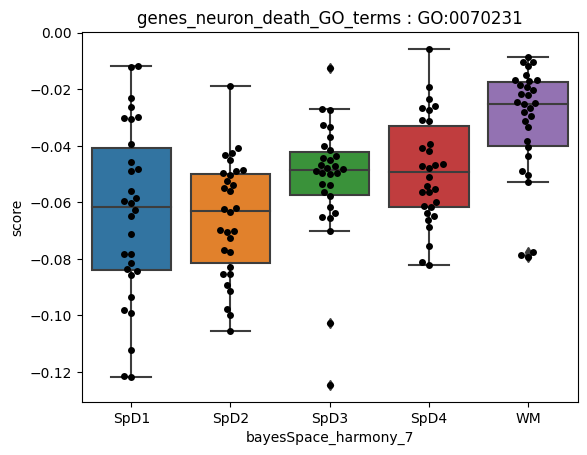 genes_neuron_death_GO_terms : GO:0070231
0.00
−0.02
−0.04
−0.06
−0.08
−0.10
−0.12
score
SpD1 SpD2 SpD3 SpD4 WM
bayesSpace_harmony_7